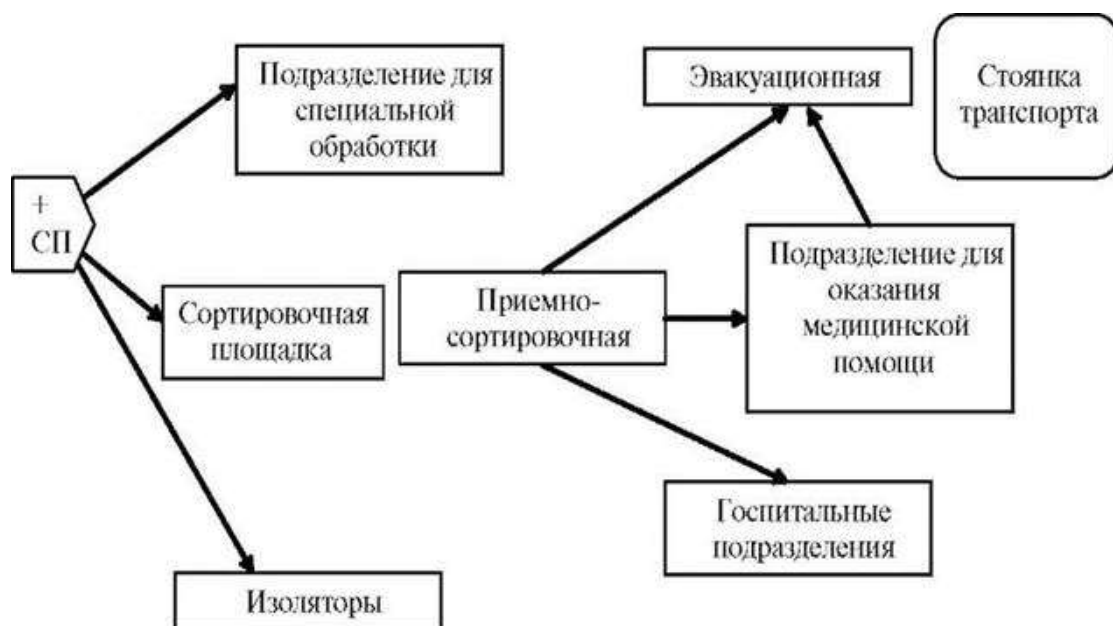 Подразделение для
специальной
обработки
Эвакуационная
Стоянка
транспорта
+
СП
Сортировочная
площадка
Приемно-
сортировочная
Подразделение для
оказания
медицинской
помощи
Госпитальные
подразделения
Изоляторы